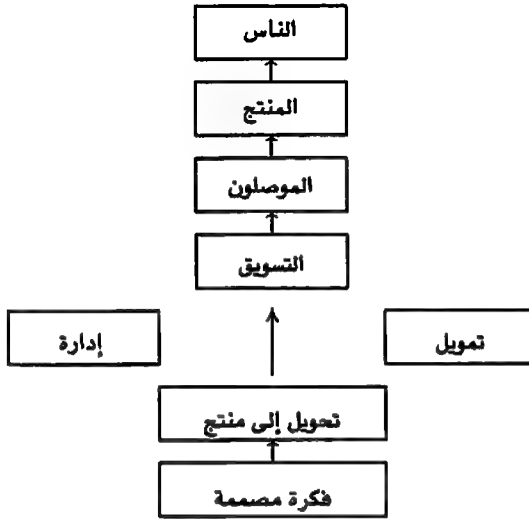 الناس
المنتج
الموصلون
التسويق
إدارة
تمويل
تحويل إلى منتج
فكرة مصممة